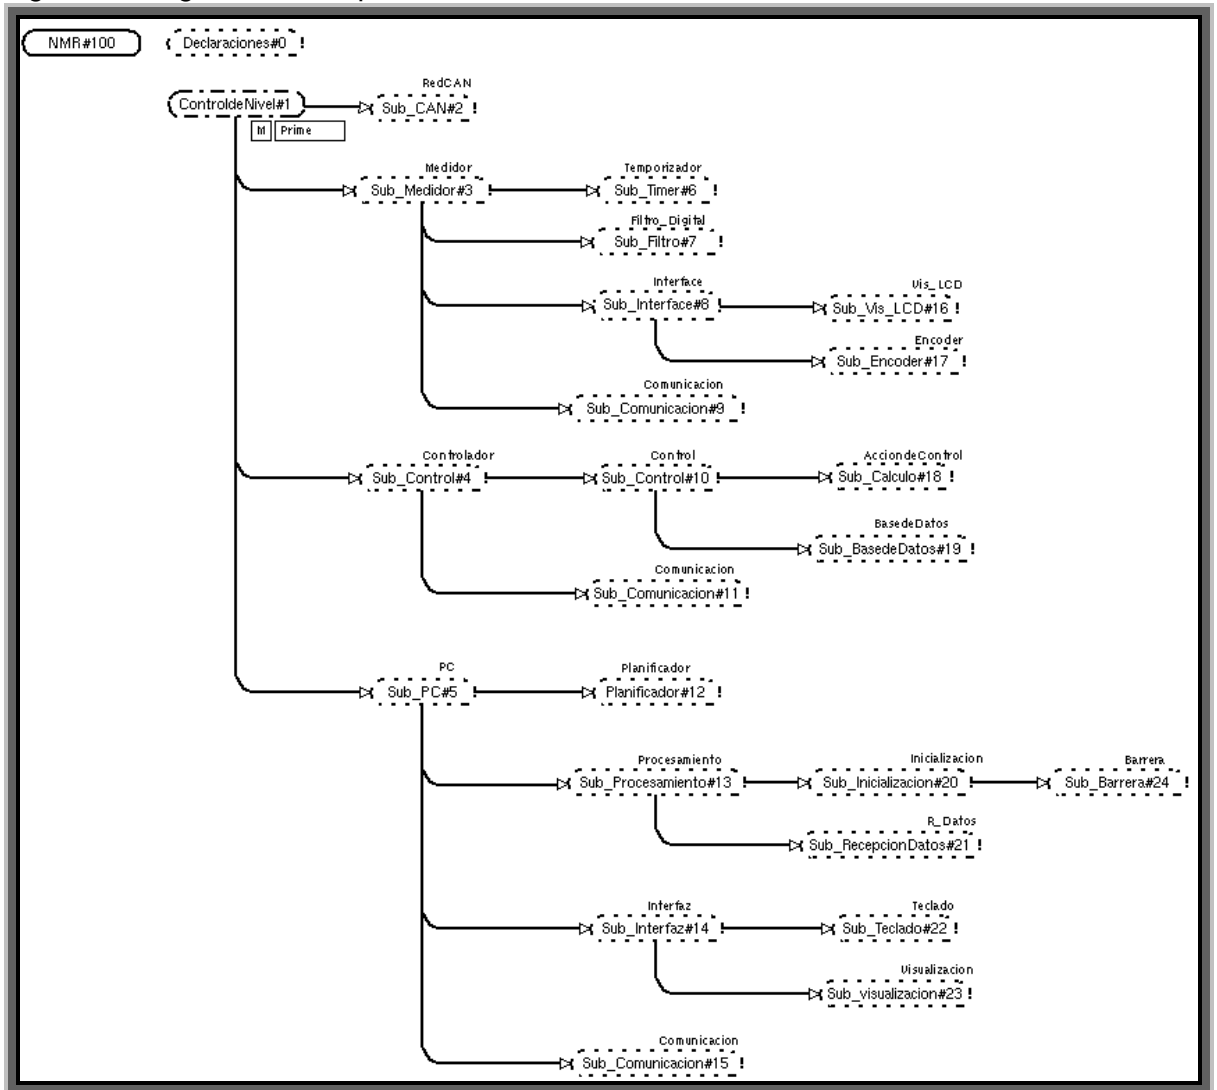 NMR#100
Declaraciones#0
RedCAN
ControldeNivel#1
Sub_CAN#2
M
Prime
Medidor
Temporizador
Sub_Medidor#3
Sub_Timer#6
Filtro_Digital
Sub_Filtro#7
Interface
Vis_LCD
Sub_Interface#8
Sub_Vis_LCD#16
Encoder
Sub_Encoder#17
Comunicacion
Sub_Comunicacion#9
Controlador
Control
AcciondeControl
Sub_Control#4
Sub_Control#10
Sub_Calculo#18
BasedeDatos
Sub_BasedeDatos#19
Comunicacion
Sub_Comunicacion#11
PC
Planificador
Sub_PC#5
Planificador#12
Procesamiento
Inicializacion
Barrera
Sub_Procesamiento#13
Sub_Inicializacion#20
Sub_Barrera#24
R_Datos
Sub_RecepcionDatos#21
Interfaz
Teclado
Sub_Interfaz#14
Sub_Teclado#22
Visualizacion
Sub_visualizacion#23
Comunicacion
Sub_Comunicacion#15